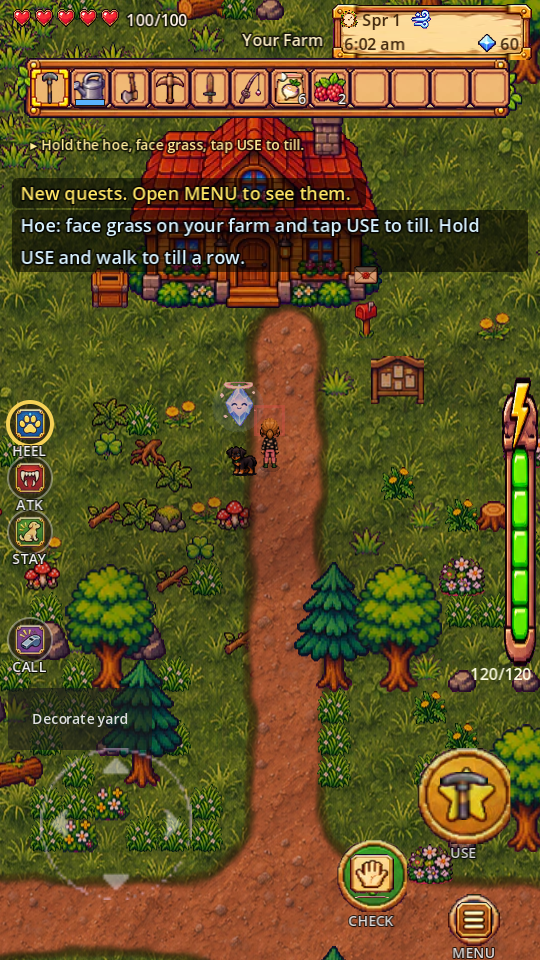 100/100
Spr 1
Your Farm
6:02 am
60
6
2
▸ Hold the hoe, face grass, tap USE to till.
New quests. Open MENU to see them.
Hoe: face grass on your farm and tap USE to till. Hold
USE and walk to till a row.
HEEL
ATK
STAY
CALL
120/120
Decorate yard
USE
CHECK
MENU